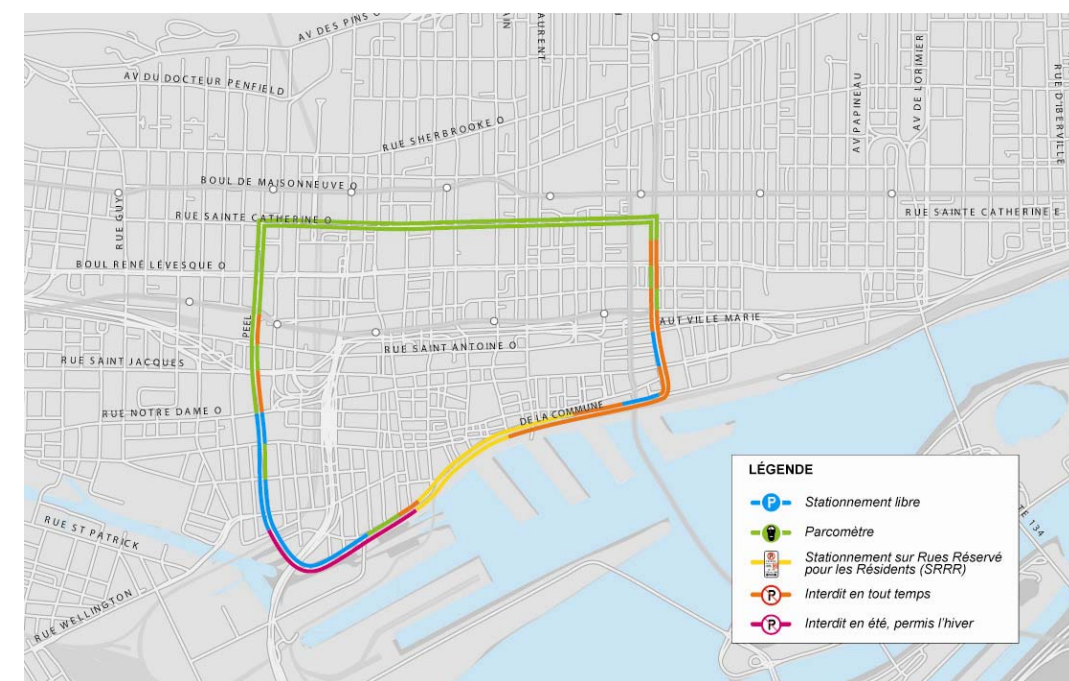 AV DES PINS O
LAURENT
AV DU DOCTEUR PENFIELD
RUE SHERBROOKE O
AV PAPINEAU
AV DE LORIMIER
RUE D'IBERVILLE
BOUL DE MAISONNEUVE O
RUE GUY
RUE SAINTE CATHERINE O
RUE SAINTE CATHERINE E
BOUL RENÉ LÉVESQUE O
PEEL
AUT VILLE MARIE
RUE SAINT JACQUES
RUE SAINT ANTOINE O
RUE NOTRE DAME O
DE LA COMMUNE
RUE ST PATRICK
RUE WELLINGTON
TE 134
LÉGENDE
P Stationnement libre
Parcomètre
Stationnement sur Rues Réservé
pour les Résidents (SRRR)
P Interdit en tout temps
P Interdit en été, permis l'hiver